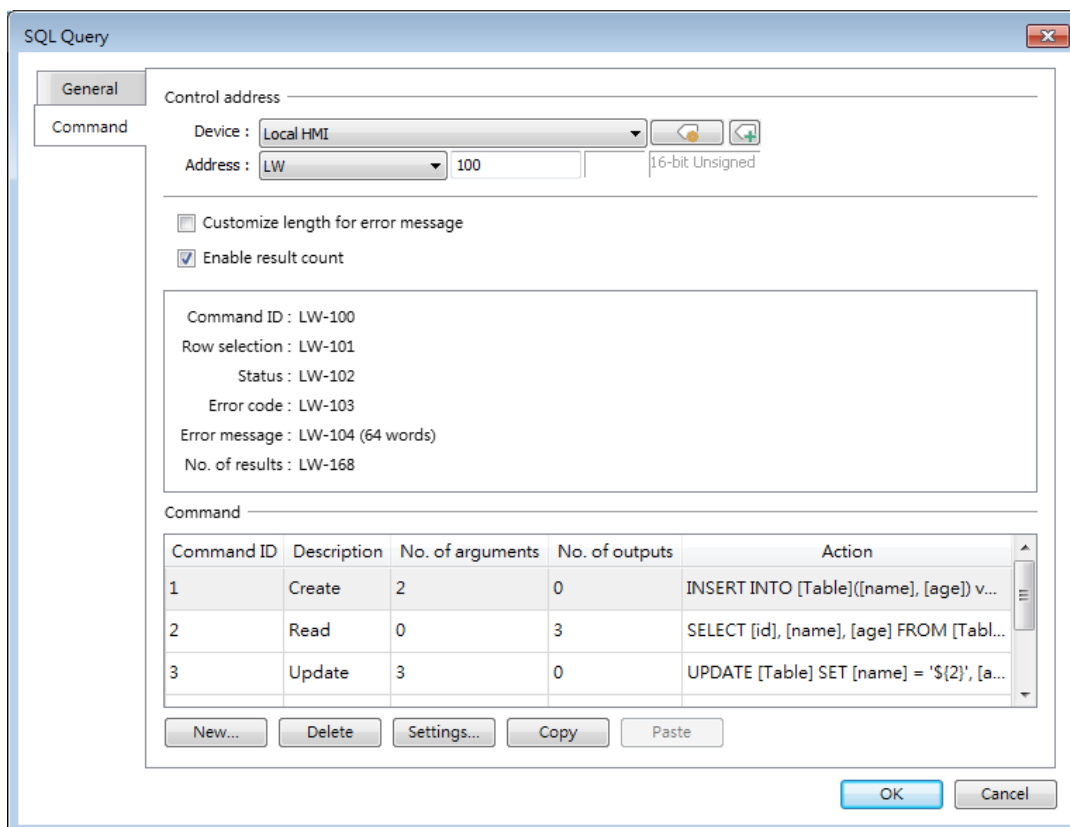 SQL Query
General
Command
Control address
Device : Local HMI
Address : LW 100 16-bit Unsigned
Customize length for error message
Enable result count
Command ID : LW-100
Row selection : LW-101
Status : LW-102
Error code : LW-103
Error message : LW-104 (64 words)
No. of results : LW-168
Command
Command ID Description No. of arguments No. of outputs Action
1 Create 2 0 INSERT INTO [Table]([name], [age]) v...
2 Read 0 3 SELECT [id], [name], [age] FROM [Tabl...
3 Update 3 0 UPDATE [Table] SET [name] = '${2}', [a...
New... Delete Settings... Copy Paste
OK Cancel